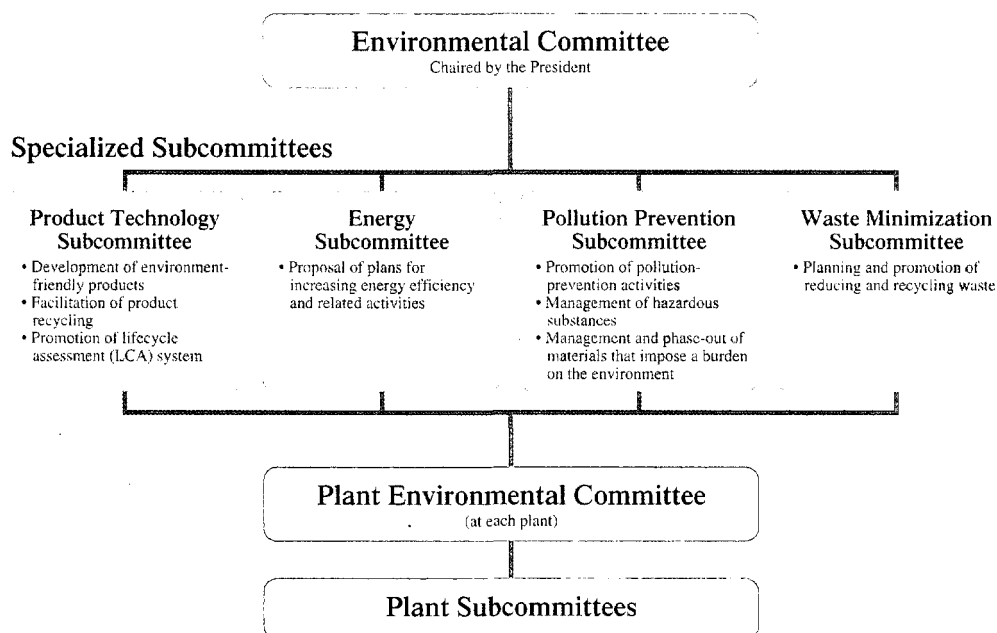 Environmental Committee
Chaired by the President
Specialized Subcommittees
Product Technology
Subcommittee
• Development of environment-
friendly products
• Facilitation of product
recycling
• Promotion of lifecycle
assessment (LCA) system
Energy
Subcommittee
• Proposal of plans for
increasing energy efficiency
and related activities
Pollution Prevention
Subcommittee
• Promotion of pollution-
prevention activities
• Management of hazardous
substances
• Management and phase-out of
materials that impose a burden
on the environment
Waste Minimization
Subcommittee
• Planning and promotion of
reducing and recycling waste
Plant Environmental Committee
(at each plant)
Plant Subcommittees